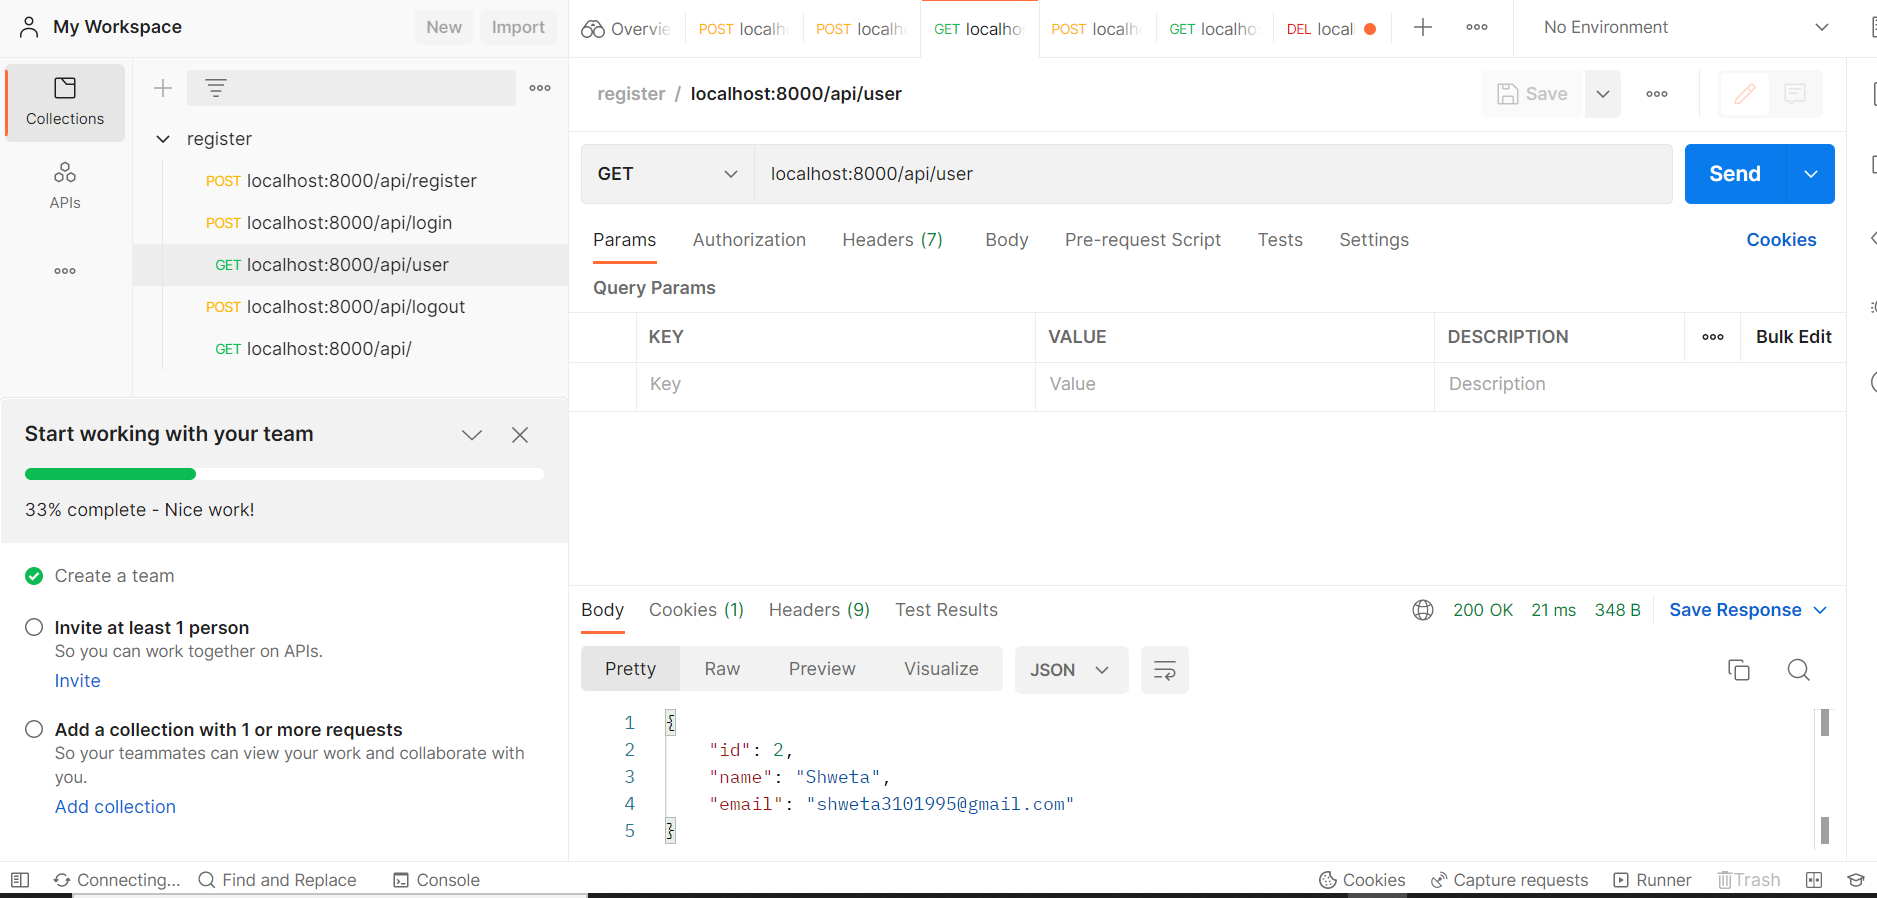 My Workspace
New
Import
Overvie
POST localh
POST localh
GET localho
POST localh
GET localho
DEL local
No Environment
Collections
APIs
register
POST localhost:8000/api/register
POST localhost:8000/api/login
GET localhost:8000/api/user
POST localhost:8000/api/logout
GET localhost:8000/api/
Start working with your team
33% complete - Nice work!
Create a team
Invite at least 1 person
So you can work together on APIs.
Invite
Add a collection with 1 or more requests
So your teammates can view your work and collaborate with
you.
Add collection
register / localhost:8000/api/user
Save
GET
localhost:8000/api/user
Send
Params
Authorization
Headers (7)
Body
Pre-request Script
Tests
Settings
Cookies
Query Params
KEY
VALUE
DESCRIPTION
Bulk Edit
Key
Value
Description
Body
Cookies (1)
Headers (9)
Test Results
200 OK
21 ms
348 B
Save Response
Pretty
Raw
Preview
Visualize
JSON
1 {
2 "id": 2,
3 "name": "Shweta",
4 "email": "shweta3101995@gmail.com"
5 }
Connecting...
Find and Replace
Console
Cookies
Capture requests
Runner
Trash